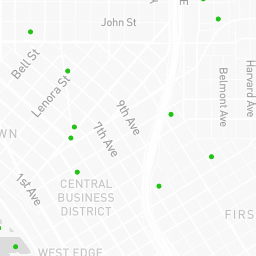 E
John St
Bell St
Lenora St
Belmont Ave
Harvard Ave
9th Ave
7th Ave
OWN
1st Ave
CENTRAL
BUSINESS
DISTRICT
FIRS
WEST EDGE